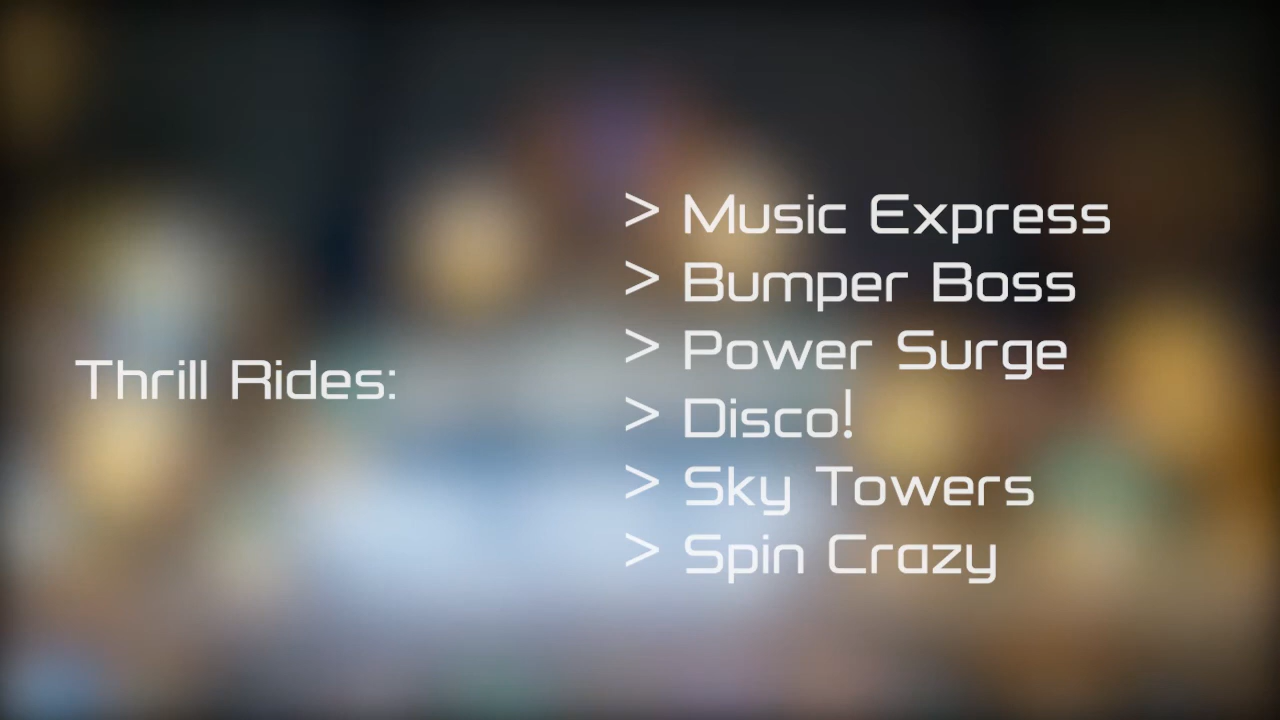 Thrill Rides:
> Music Express
> Bumper Boss
> Power Surge
> Disco!
> Sky Towers
> Spin Crazy